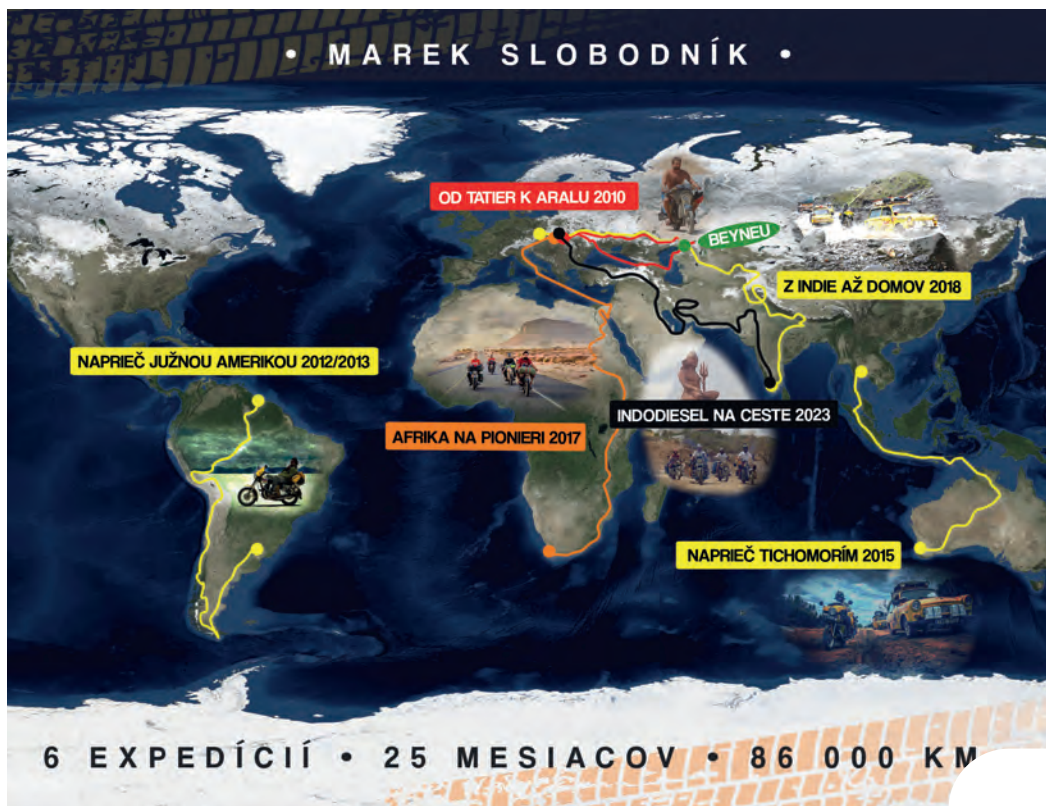 • MAREK SLOBODNÍK •
OD TATIER K ARALU 2010
BEYNEU
Z INDIE AŽ DOMOV 2018
NAPRIEČ JUŽNOU AMERIKOU 2012/2013
INDODIESEL NA CESTE 2023
AFRIKA NA PIONIERI 2017
NAPRIEČ TICHOMORÍM 2015
6 EXPEDÍCIÍ • 25 MESIACOV • 86 000 KM